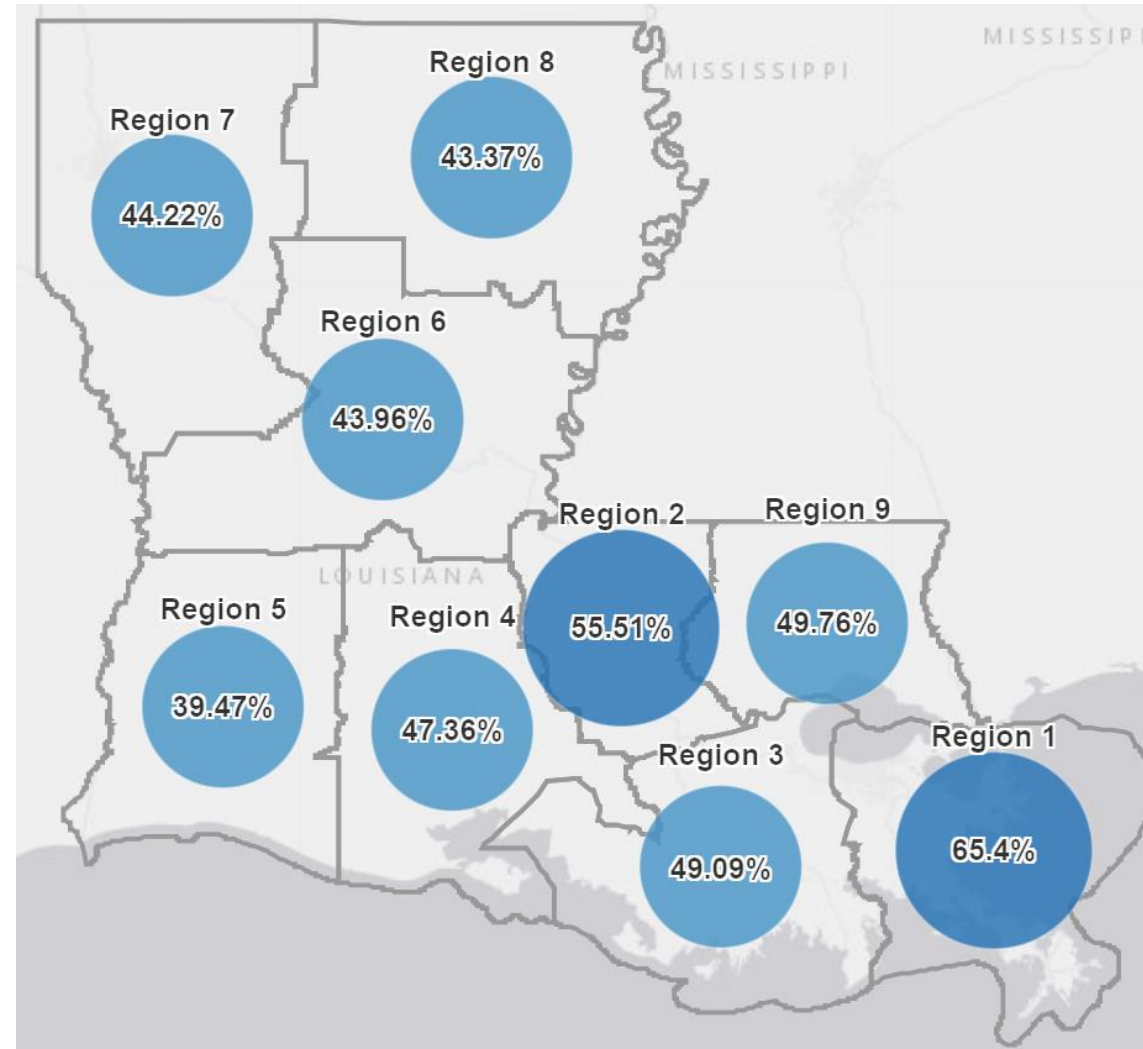 MISSISSIP
Region 8
MISSISSIPPI
Region 7
43.37%
44.22%
Region 6
43.96%
Region 2
Region 9
LOUISIANA
Region 5
Region 4
55.51%
49.76%
39.47%
47.36%
Region 3
Region 1
49.09%
65.4%